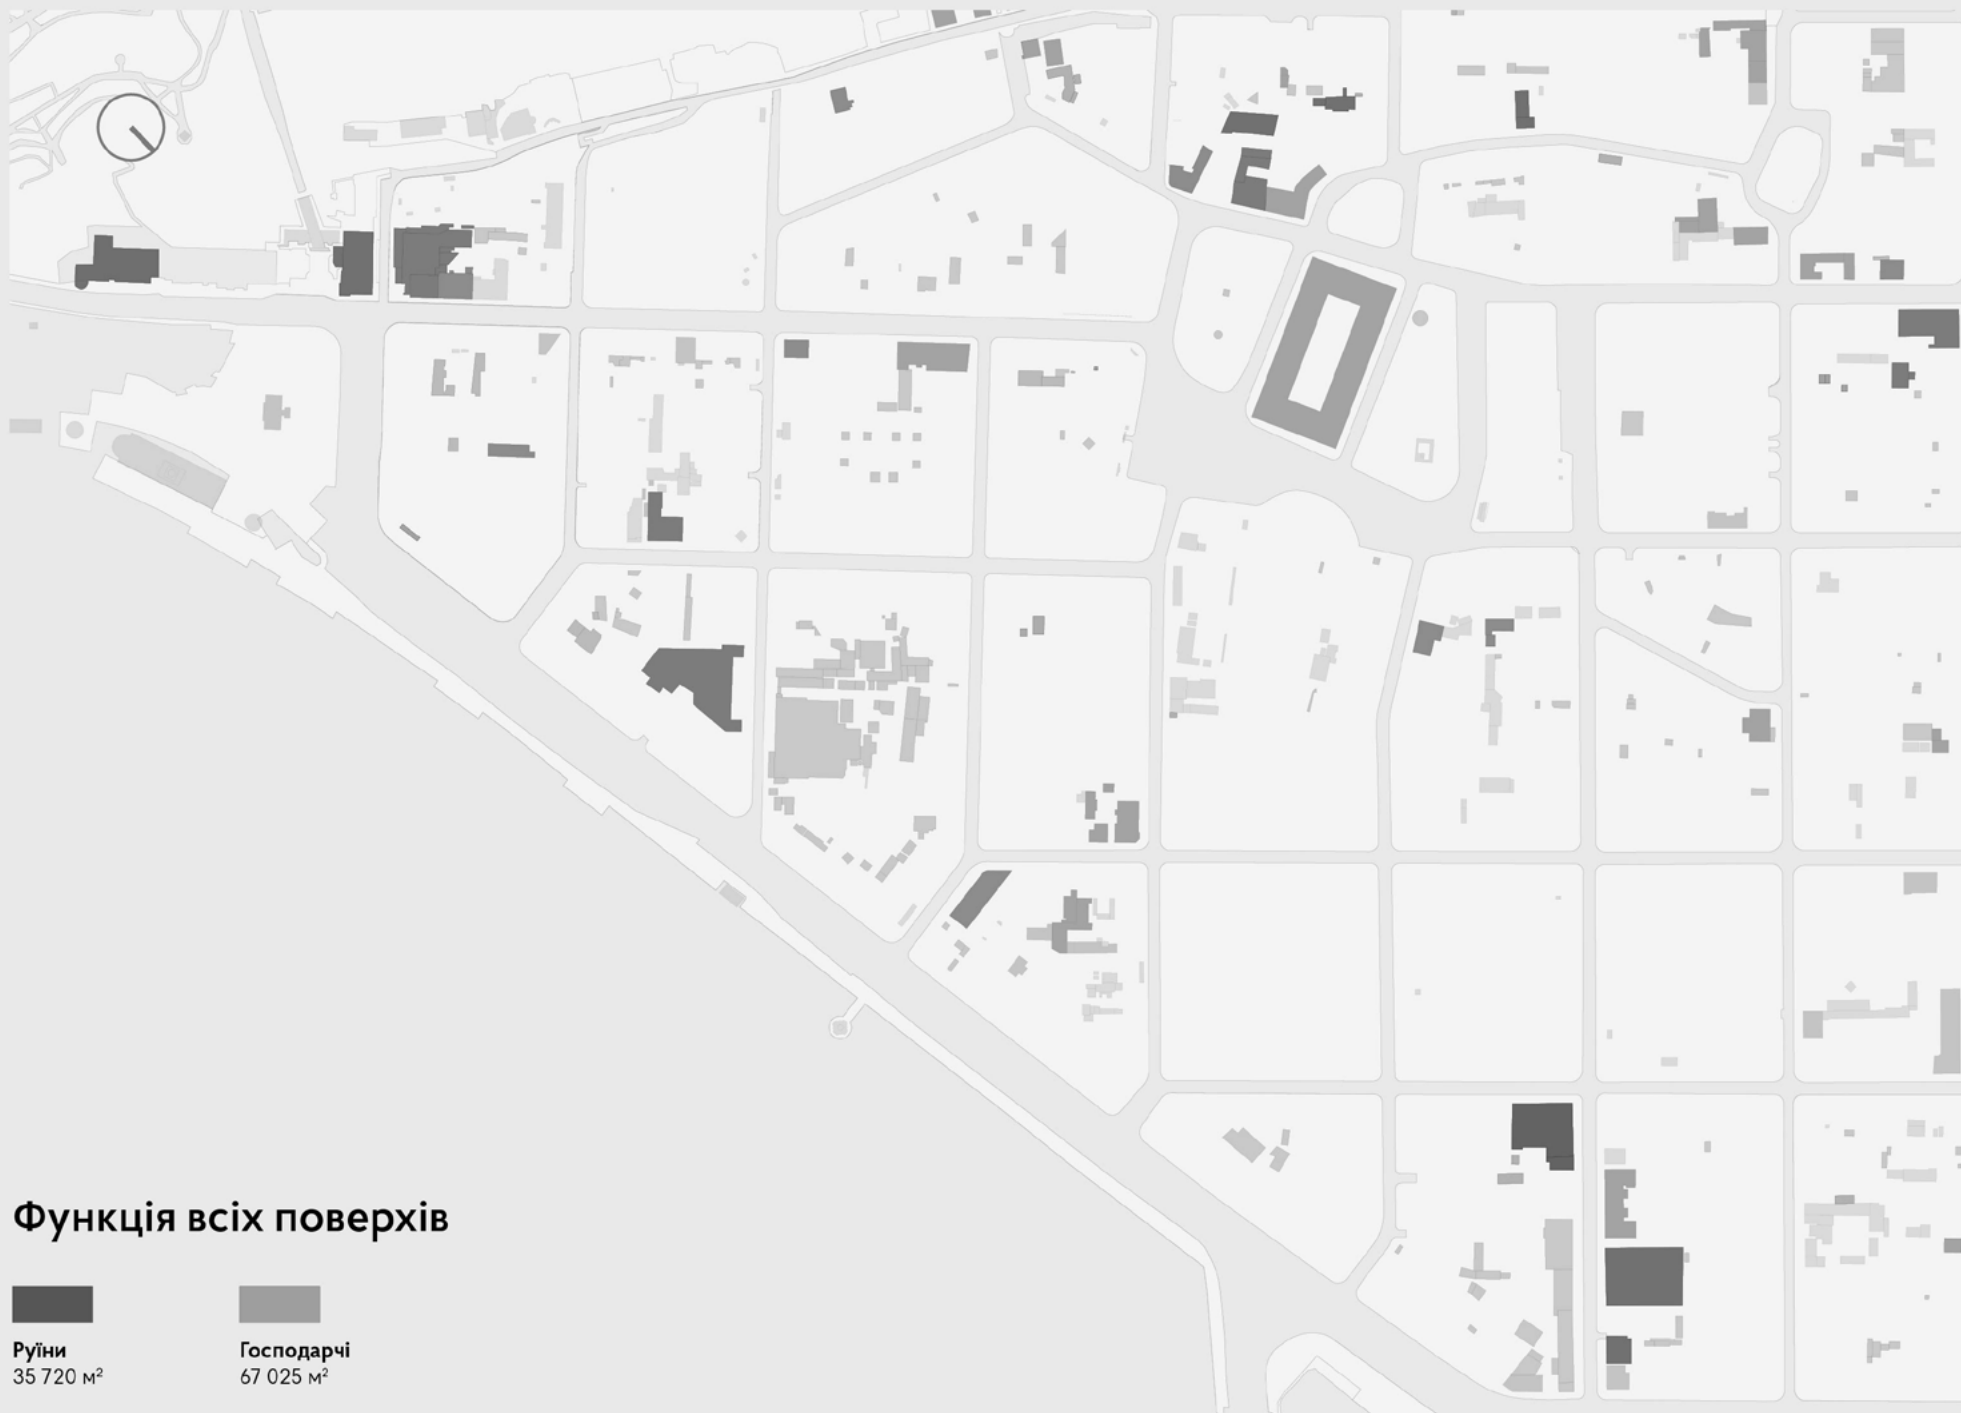 Функція всіх поверхів
Руїни
35 720 м²
Господарчі
67 025 м²